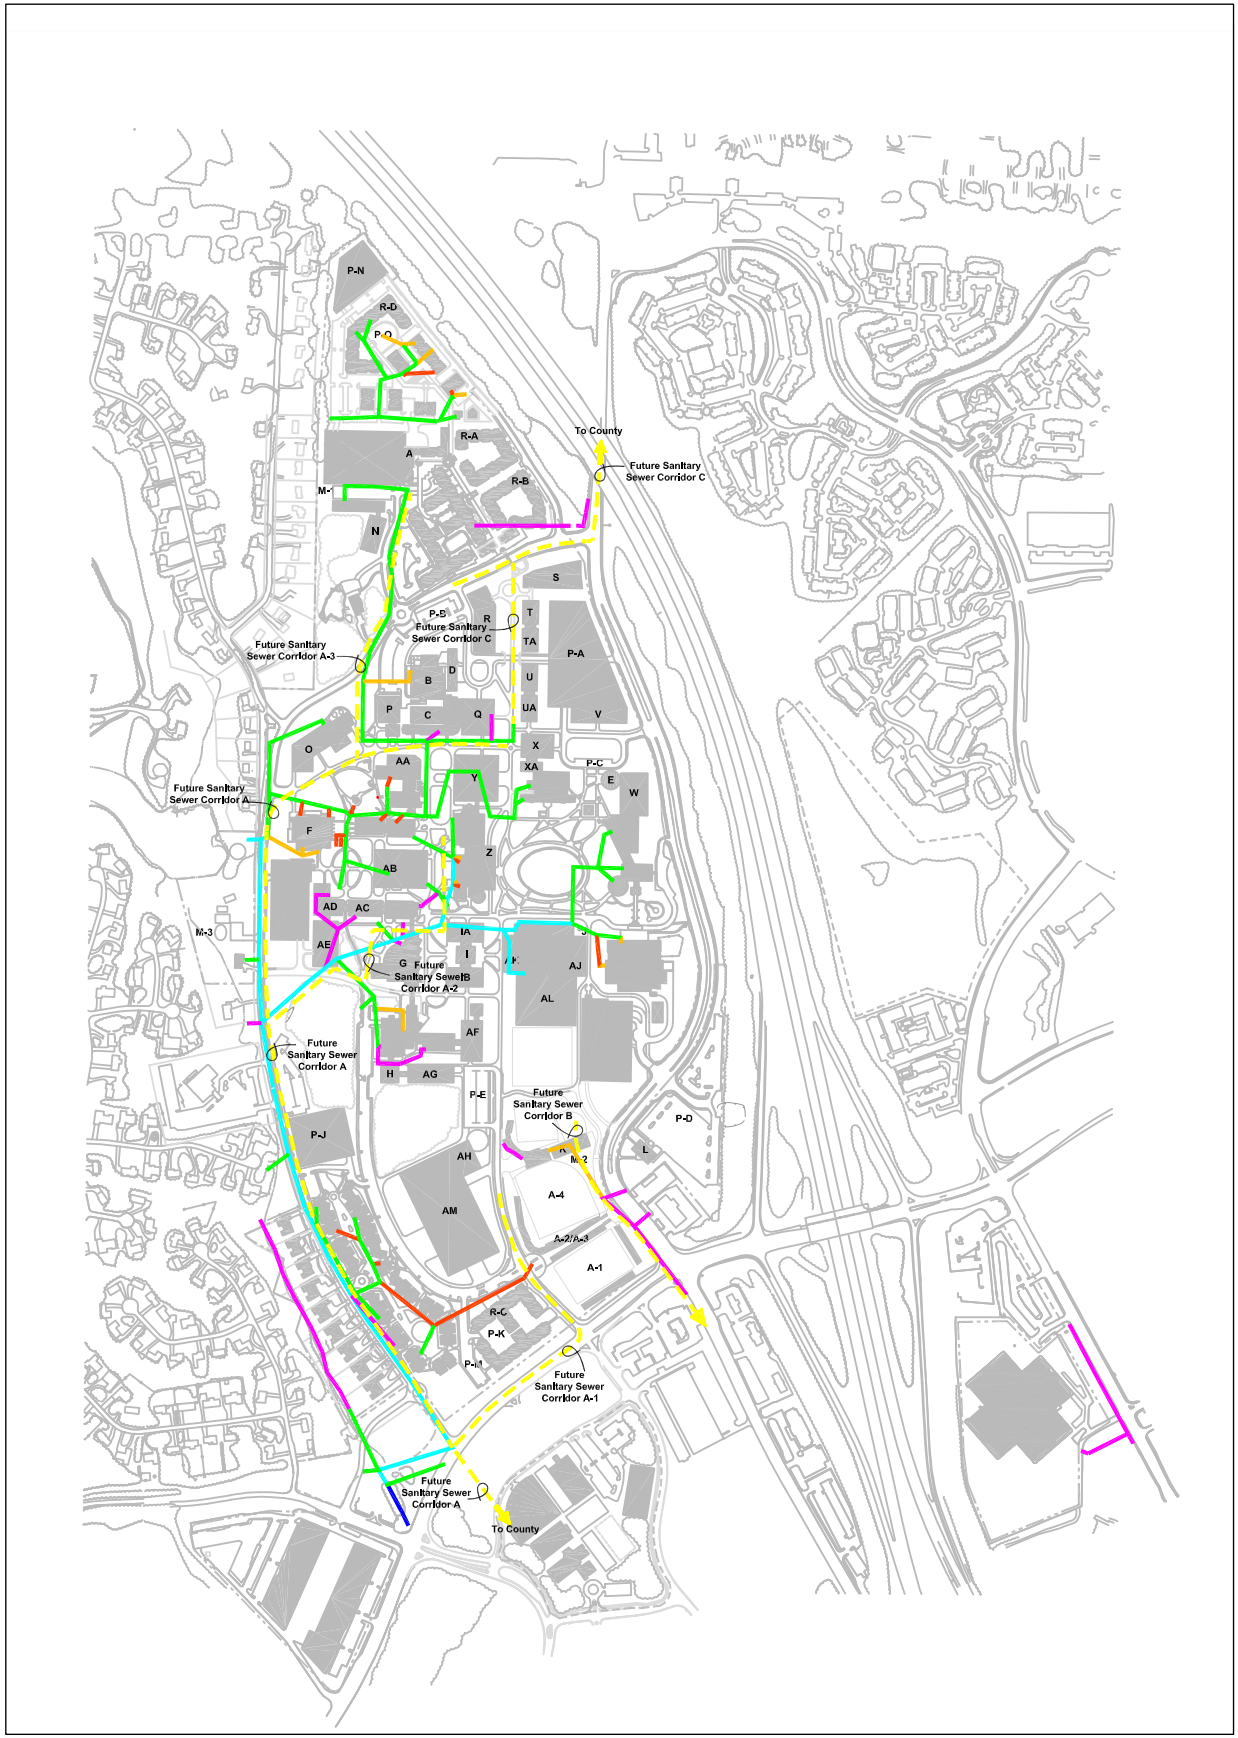 P-N
R-D
P-O
To County
R-A
A
Future Sanitary
Sewer Corridor C
R-B
M-1
N
S
P-B
R
T
Future Sanitary
Sewer Corridor C
TA
Future Sanitary
Sewer Corridor A-3
P-A
D
B
U
P
C
Q
UA
V
O
X
AA
XA
P-C
Y
E
W
Future Sanitary
Sewer Corridor A
F
Z
AB
AD
AC
M-3
IA
J
AE
I
G
AK
AJ
Future
Sanitary Sewer
Corridor A-2
IB
AL
AF
Future
Sanitary Sewer
Corridor A
H
AG
P-E
Future
Sanitary Sewer
Corridor B
P-D
P-J
K
L
AH
M-2
A-4
AM
A-2/A-3
A-1
R-C
P-K
P-M
Future
Sanitary Sewer
Corridor A-1
Future
Sanitary Sewer
Corridor A
To County